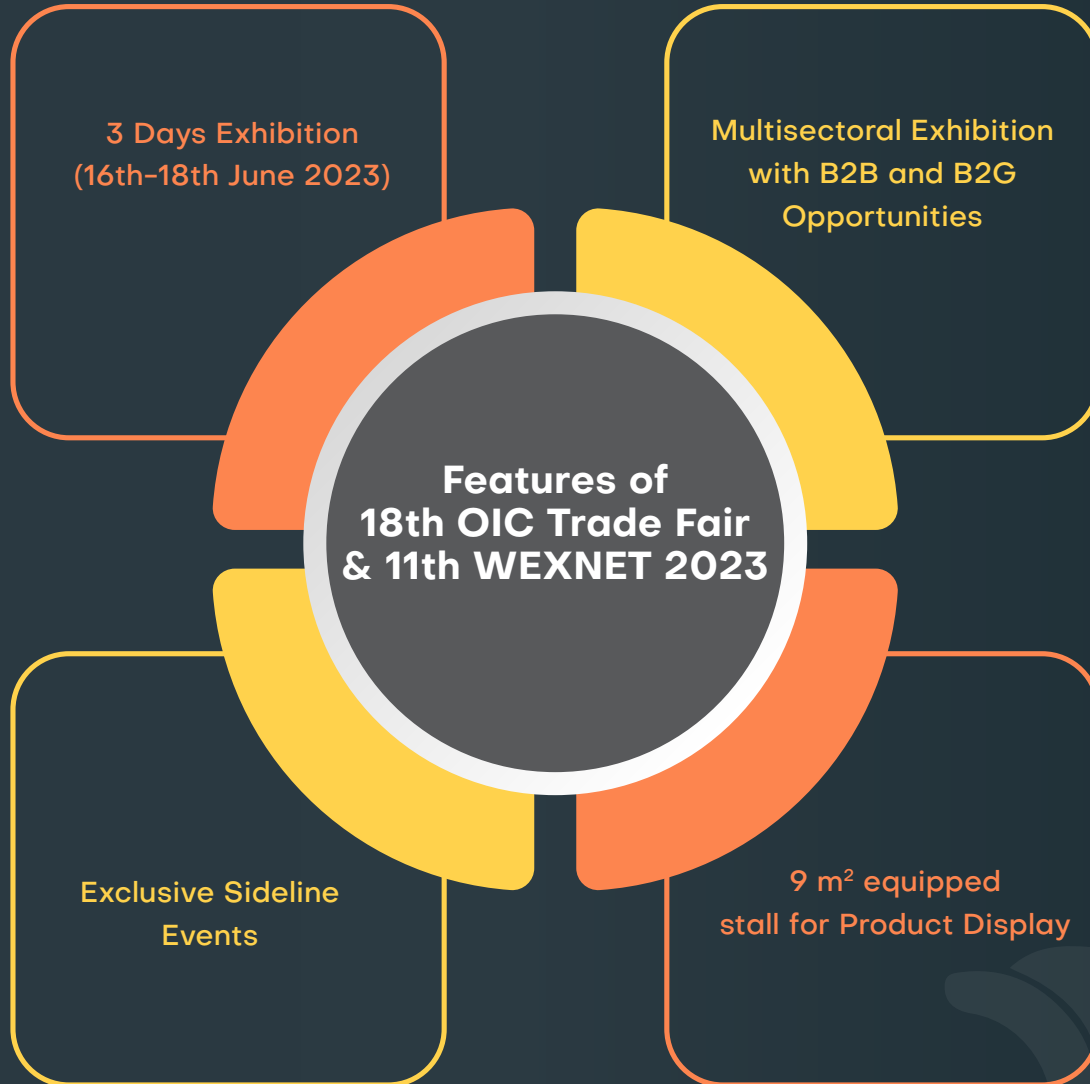 3 Days Exhibition
(16th–18th June 2023)
Multisectoral Exhibition
with B2B and B2G
Opportunities
Features of
18th OIC Trade Fair
& 11th WEXNET 2023
Exclusive Sideline
Events
9 m² equipped
stall for Product Display